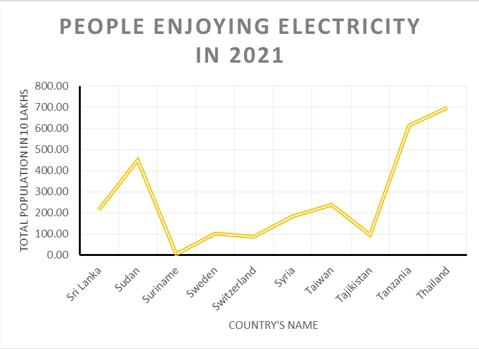 PEOPLE ENJOYING ELECTRICITY
IN 2021
TOTAL POPULATION IN 10 LAKHS
800.00
700.00
600.00
500.00
400.00
300.00
200.00
100.00
0.00
Sri Lanka
Sudan
Suriname
Sweden
Switzerland
Syria
Taiwan
Tajikistan
Tanzania
Thailand
COUNTRY'S NAME